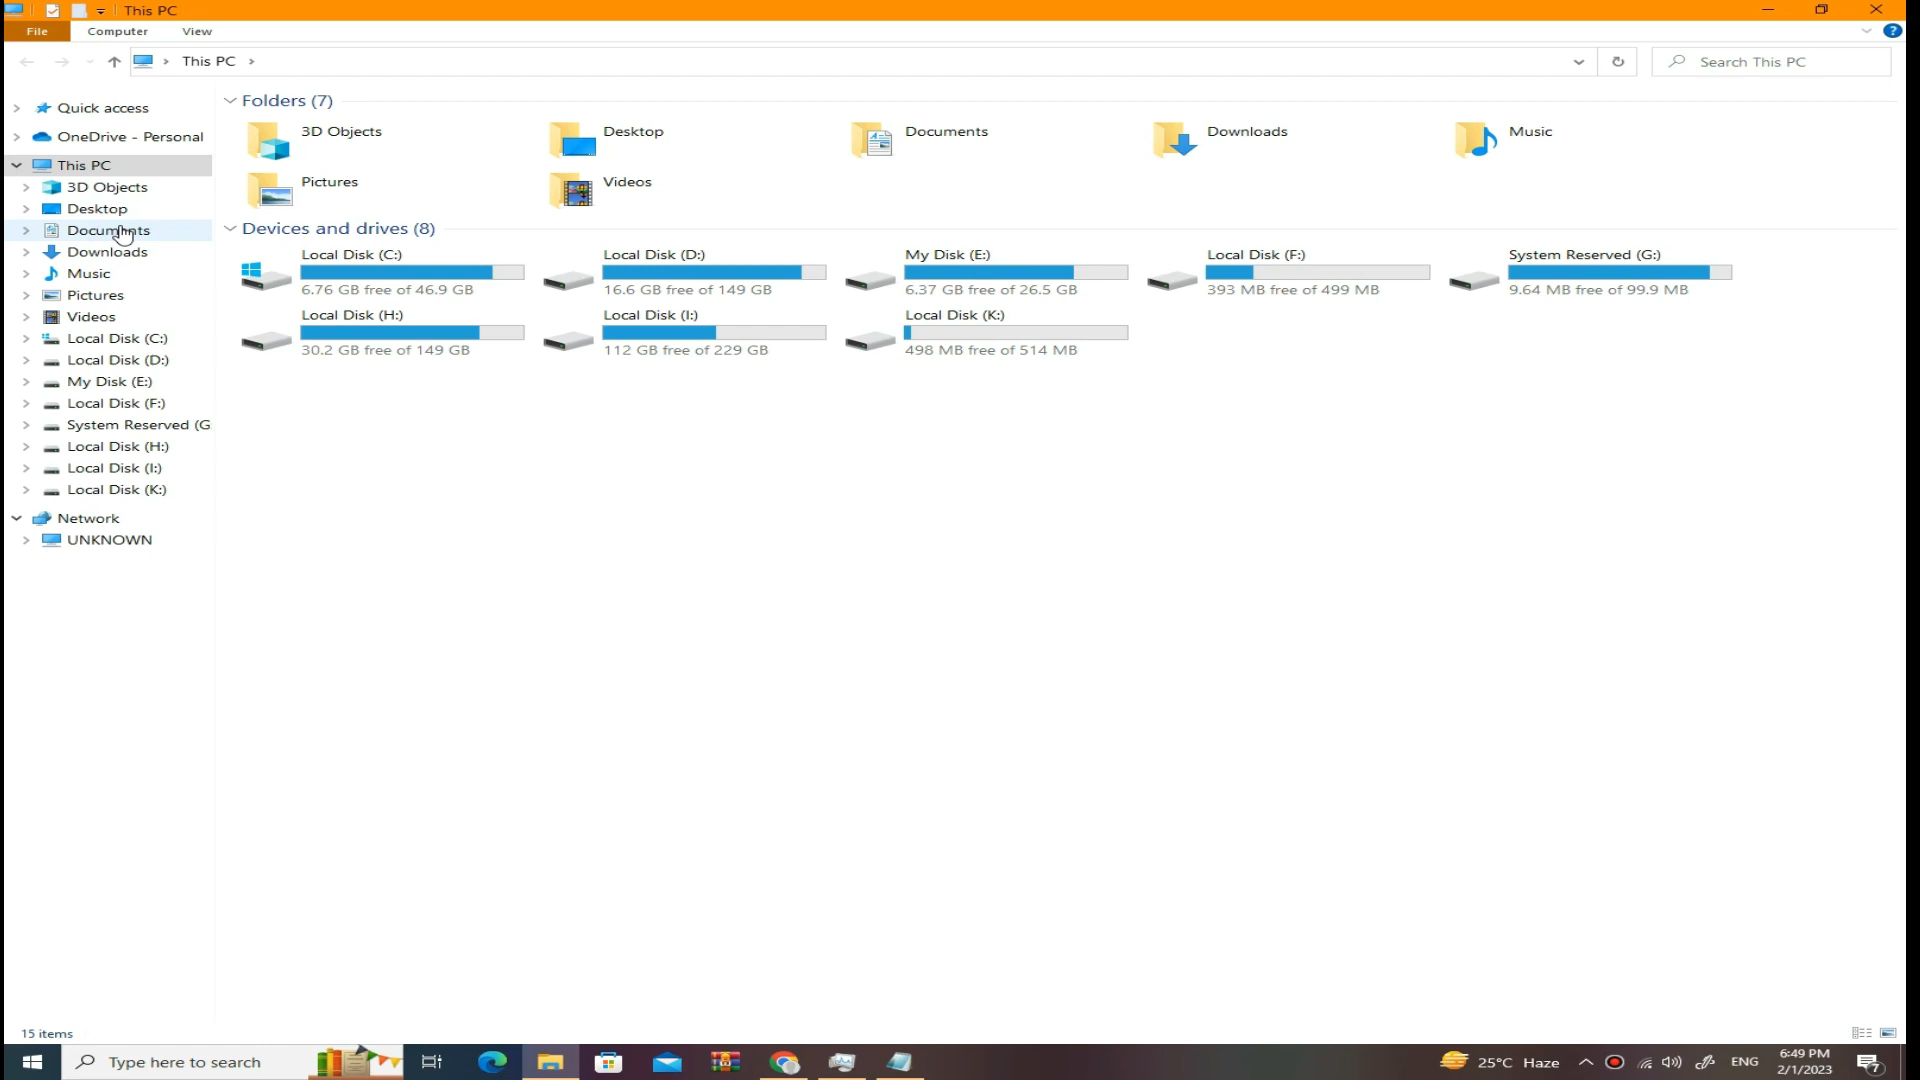 This PC
File Computer View
This PC
Search This PC
Quick access
OneDrive - Personal
This PC
3D Objects
Desktop
Documents
Downloads
Music
Pictures
Videos
Local Disk (C:)
Local Disk (D:)
My Disk (E:)
Local Disk (F:)
System Reserved (G
Local Disk (H:)
Local Disk (I:)
Local Disk (K:)
Network
UNKNOWN
Folders (7)
3D Objects
Desktop
Documents
Downloads
Music
Pictures
Videos
Devices and drives (8)
Local Disk (C:)
6.76 GB free of 46.9 GB
Local Disk (D:)
16.6 GB free of 149 GB
My Disk (E:)
6.37 GB free of 26.5 GB
Local Disk (F:)
393 MB free of 499 MB
System Reserved (G:)
9.64 MB free of 99.9 MB
Local Disk (H:)
30.2 GB free of 149 GB
Local Disk (I:)
112 GB free of 229 GB
Local Disk (K:)
498 MB free of 514 MB
15 items
Type here to search
25°C Haze
ENG
6:49 PM
2/1/2023
7